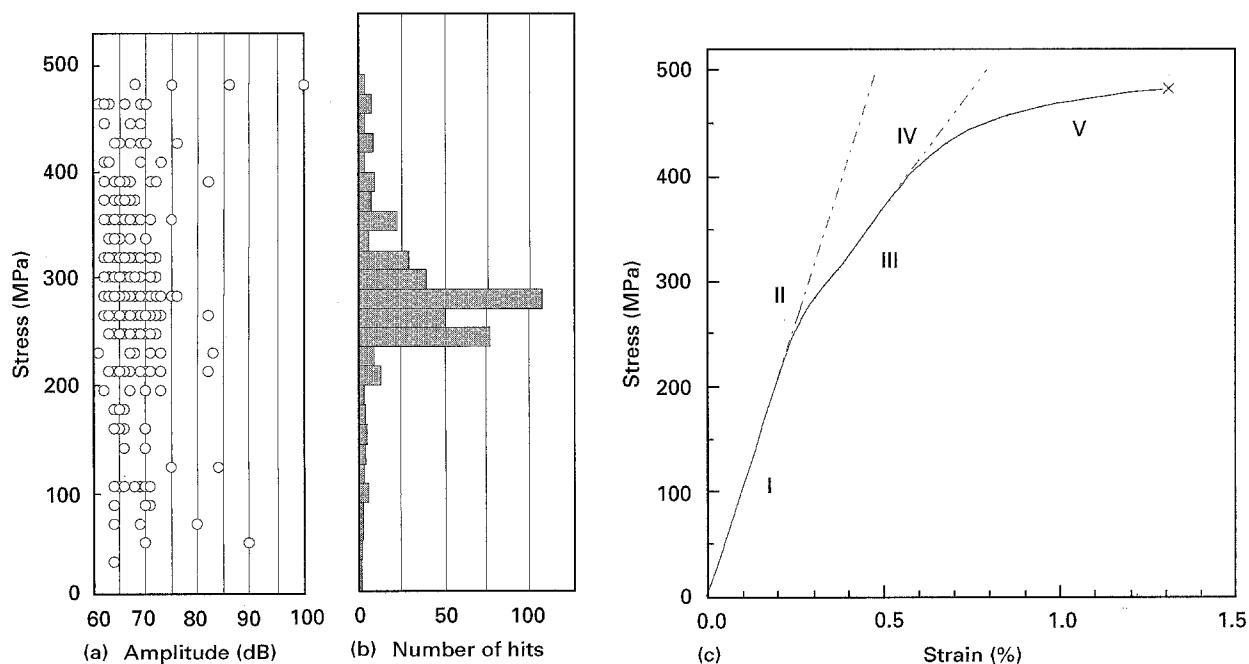 500
400
300
200
100
0
Stress (MPa)
60 70 80 90 100
(a) Amplitude (dB)
0 50 100
(b) Number of hits
500
400
300
200
100
0
Stress (MPa)
I
II
III
IV
V
0.0 0.5 1.0 1.5
(c) Strain (%)